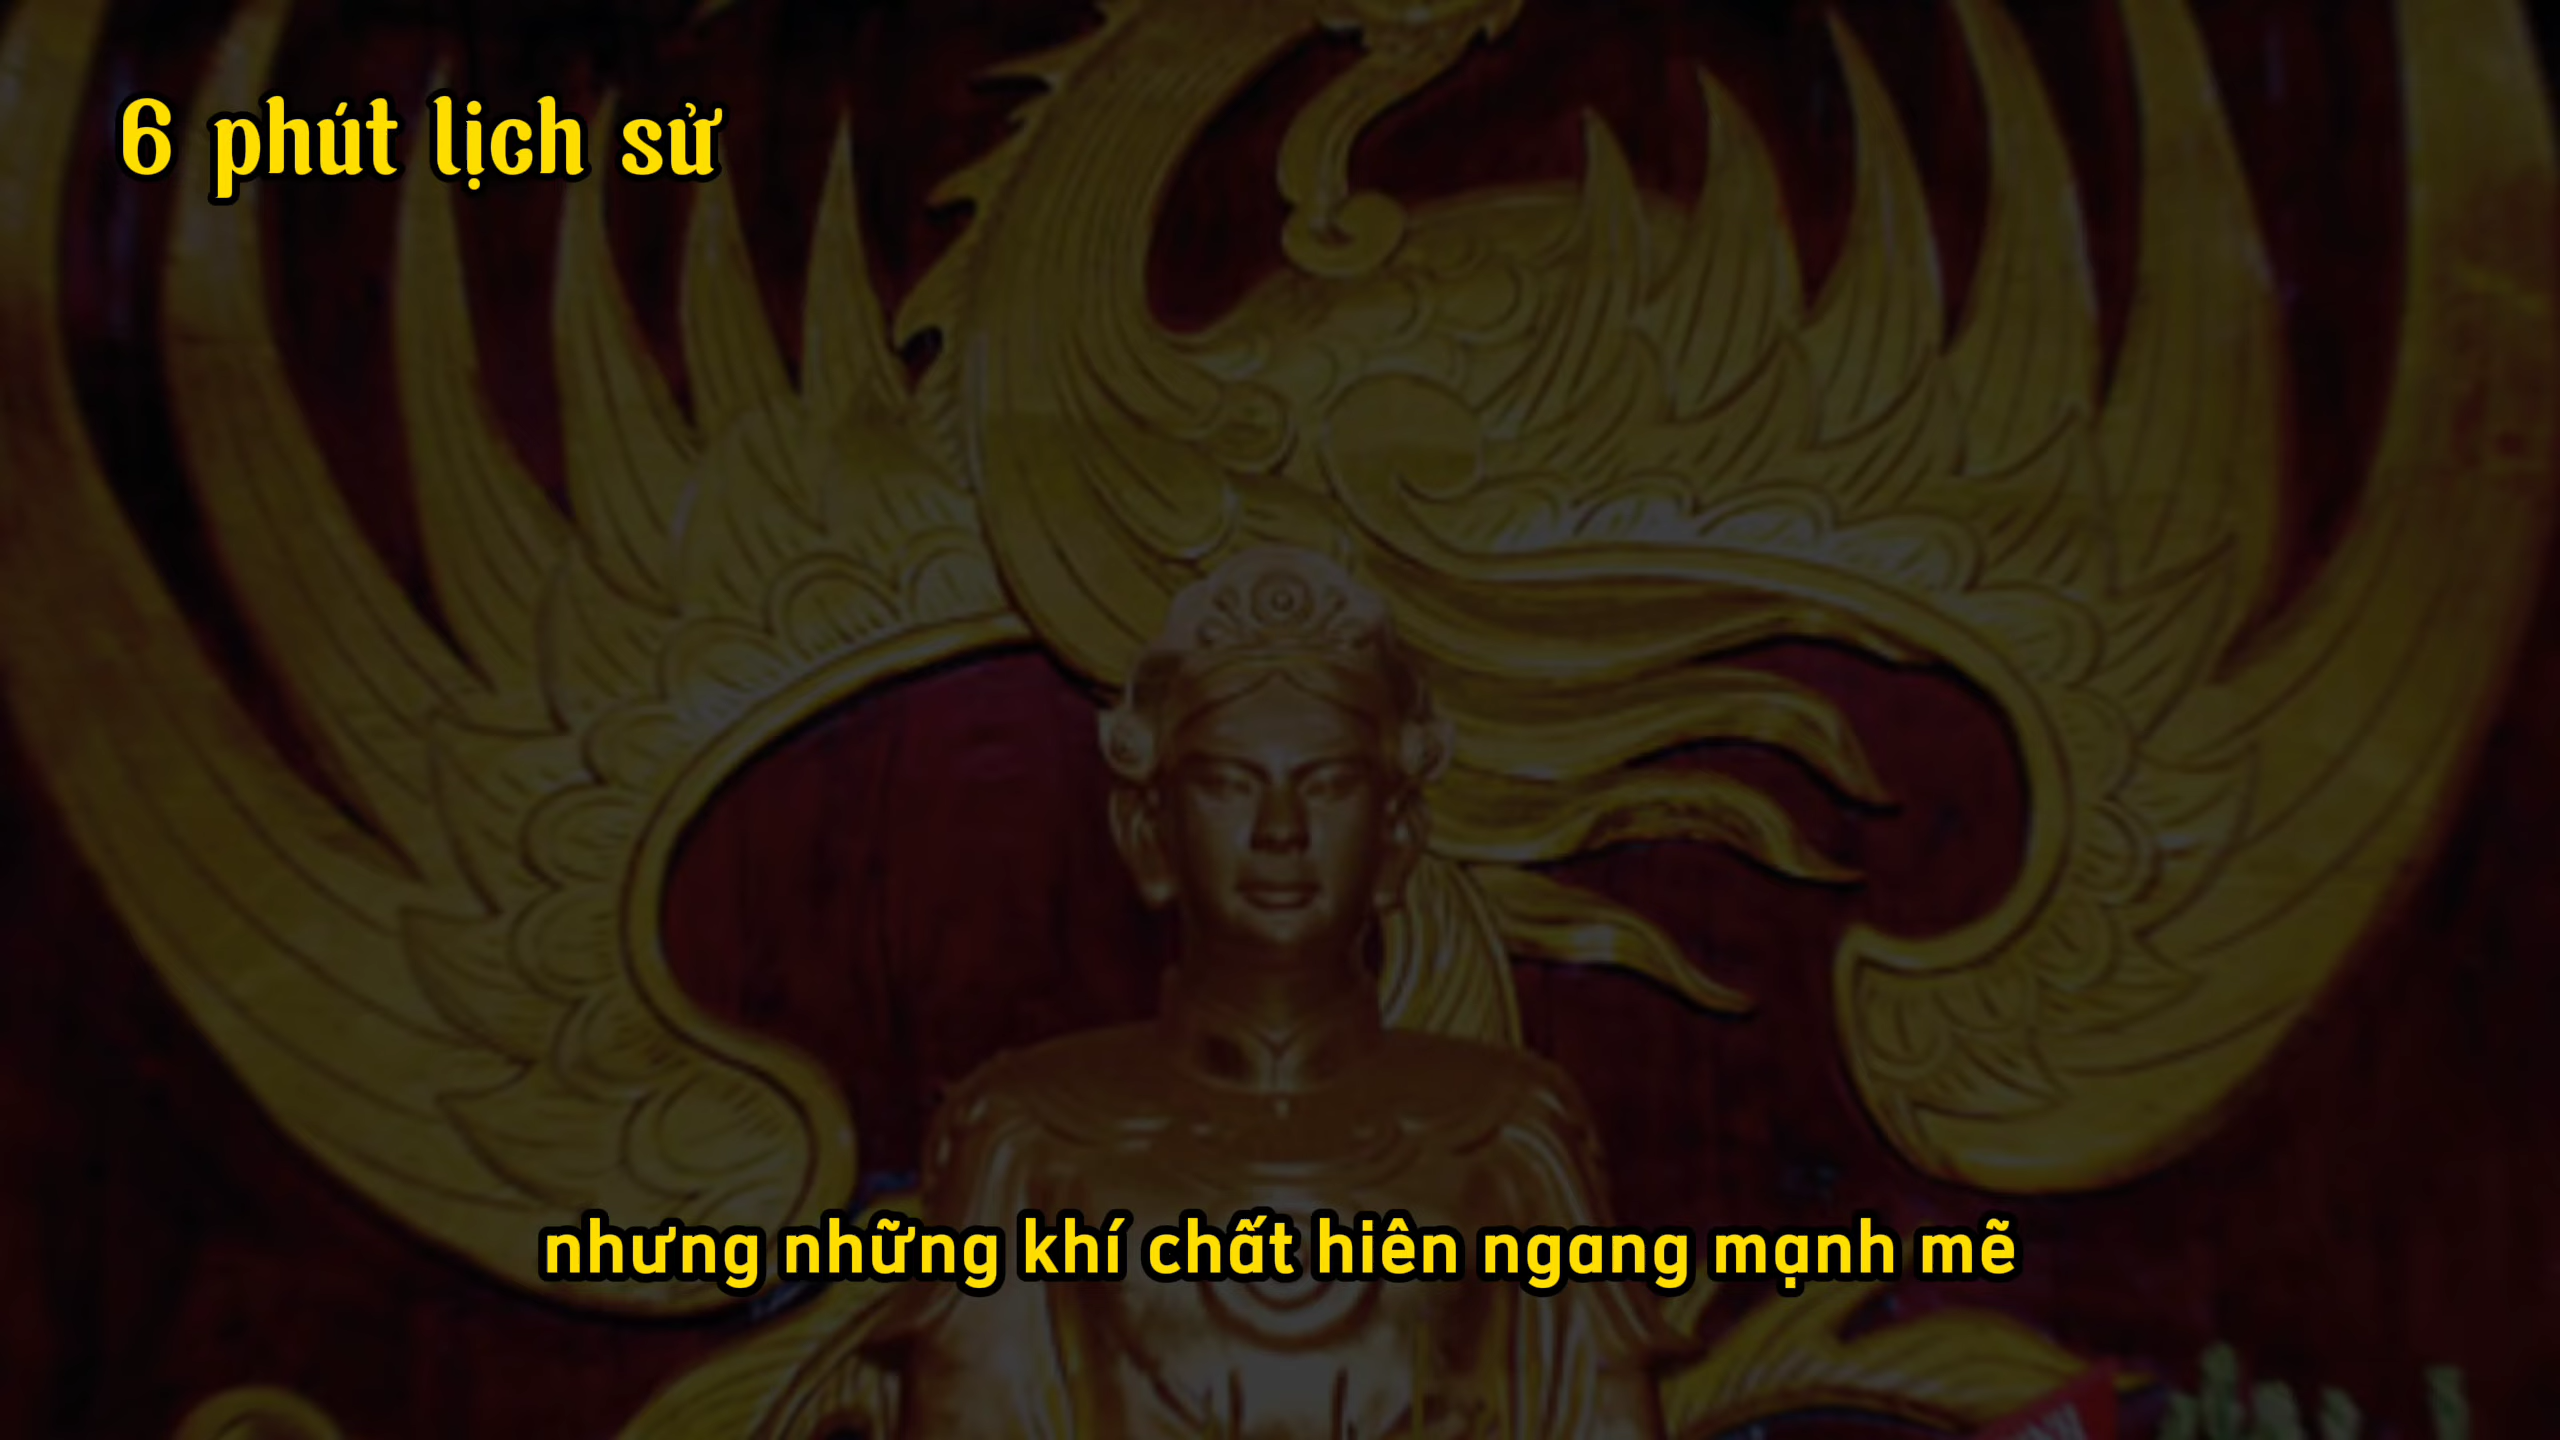 6 phút lịch sử
nhưng những khí chất hiên ngang mạnh mẽ